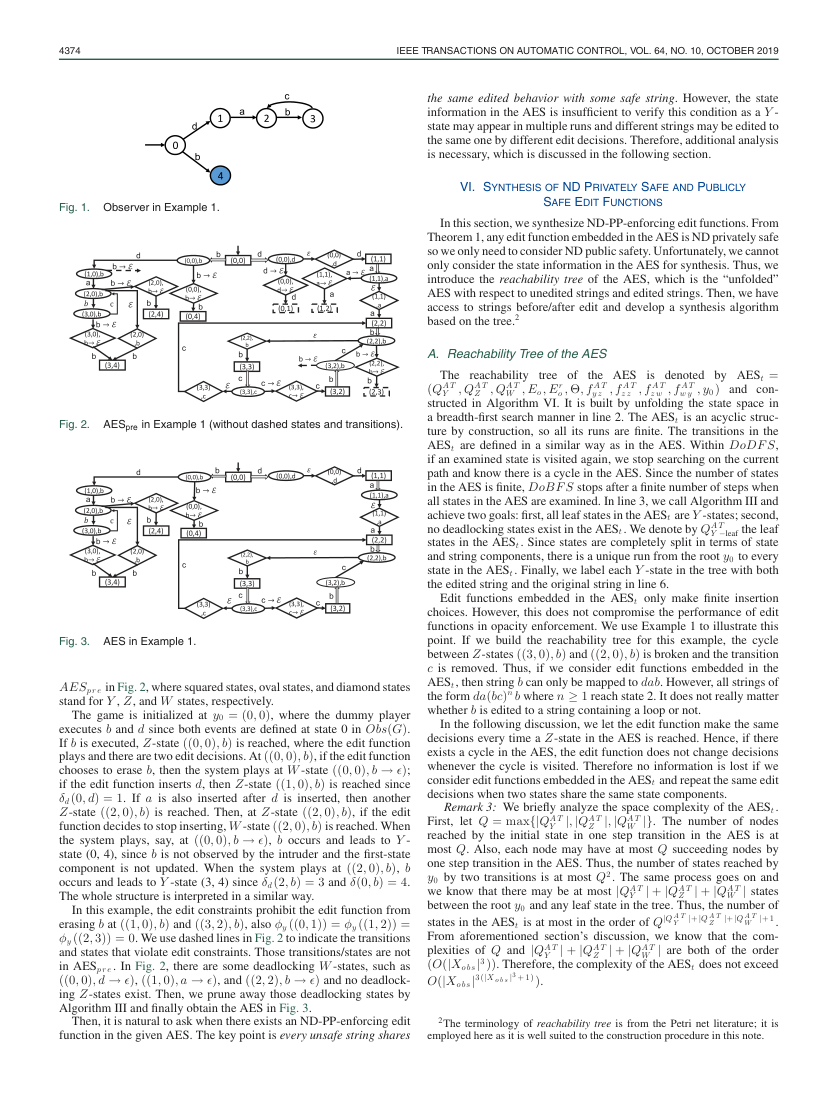 4374
IEEE TRANSACTIONS ON AUTOMATIC CONTROL, VOL. 64, NO. 10, OCTOBER 2019
0
1
2
3
4
d
b
a
b
c
Fig. 1. Observer in Example 1.
Fig. 2. AESpre in Example 1 (without dashed states and transitions).
Fig. 3. AES in Example 1.
AESpre in Fig. 2, where squared states, oval states, and diamond states
stand for Y, Z, and W states, respectively.
The game is initialized at y0 = (0, 0), where the dummy player
executes b and d since both events are defined at state 0 in Obs(G).
If b is executed, Z-state ((0, 0), b) is reached, where the edit function
plays and there are two edit decisions. At ((0, 0), b), if the edit function
chooses to erase b, then the system plays at W-state ((0, 0), b → ϵ);
if the edit function inserts d, then Z-state ((1, 0), b) is reached since
δd(0, d) = 1. If a is also inserted after d is inserted, then another
Z-state ((2, 0), b) is reached. Then, at Z-state ((2, 0), b), if the edit
function decides to stop inserting, W-state ((2, 0), b) is reached. When
the system plays, say, at ((0, 0), b → ϵ), b occurs and leads to Y-
state (0, 4), since b is not observed by the intruder and the first-state
component is not updated. When the system plays at ((2, 0), b), b
occurs and leads to Y-state (3, 4) since δd(2, b) = 3 and δ(0, b) = 4.
The whole structure is interpreted in a similar way.
In this example, the edit constraints prohibit the edit function from
erasing b at ((1, 0), b) and ((3, 2), b), also ϕy((0, 1)) = ϕy((1, 2)) =
ϕy((2, 3)) = 0. We use dashed lines in Fig. 2 to indicate the transitions
and states that violate edit constraints. Those transitions/states are not
in AESpre. In Fig. 2, there are some deadlocking W-states, such as
((0, 0), d → ϵ), ((1, 0), a → ϵ), and ((2, 2), b → ϵ) and no deadlock-
ing Z-states exist. Then, we prune away those deadlocking states by
Algorithm III and finally obtain the AES in Fig. 3.
Then, it is natural to ask when there exists an ND-PP-enforcing edit
function in the given AES. The key point is every unsafe string shares
the same edited behavior with some safe string. However, the state
information in the AES is insufficient to verify this condition as a Y-
state may appear in multiple runs and different strings may be edited to
the same one by different edit decisions. Therefore, additional analysis
is necessary, which is discussed in the following section.
VI. SYNTHESIS OF ND PRIVATELY SAFE AND PUBLICLY
SAFE EDIT FUNCTIONS
In this section, we synthesize ND-PP-enforcing edit functions. From
Theorem 1, any edit function embedded in the AES is ND privately safe
so we only need to consider ND public safety. Unfortunately, we cannot
only consider the state information in the AES for synthesis. Thus, we
introduce the reachability tree of the AES, which is the “unfolded”
AES with respect to unedited strings and edited strings. Then, we have
access to strings before/after edit and develop a synthesis algorithm
based on the tree.2
A. Reachability Tree of the AES
The reachability tree of the AES is denoted by AESt =
(Q_Y^AT, Q_Z^AT, Q_W^AT, Eo, E_o^r, Θ, f_yz^AT, f_zz^AT, f_zw^AT, f_wy^AT, y0) and con-
structed in Algorithm VI. It is built by unfolding the state space in
a breadth-first search manner in line 2. The AESt is an acyclic struc-
ture by construction, so all its runs are finite. The transitions in the
AESt are defined in a similar way as in the AES. Within DoDFS,
if an examined state is visited again, we stop searching on the current
path and know there is a cycle in the AES. Since the number of states
in the AES is finite, DoBFS stops after a finite number of steps when
all states in the AES are examined. In line 3, we call Algorithm III and
achieve two goals: first, all leaf states in the AESt are Y-states; second,
no deadlocking states exist in the AESt. We denote by Q_Y−leaf^AT the leaf
states in the AESt. Since states are completely split in terms of state
and string components, there is a unique run from the root y0 to every
state in the AESt. Finally, we label each Y-state in the tree with both
the edited string and the original string in line 6.
Edit functions embedded in the AESt only make finite insertion
choices. However, this does not compromise the performance of edit
functions in opacity enforcement. We use Example 1 to illustrate this
point. If we build the reachability tree for this example, the cycle
between Z-states ((3, 0), b) and ((2, 0), b) is broken and the transition
c is removed. Thus, if we consider edit functions embedded in the
AESt, then string b can only be mapped to dab. However, all strings of
the form da(bc)^n b where n ≥ 1 reach state 2. It does not really matter
whether b is edited to a string containing a loop or not.
In the following discussion, we let the edit function make the same
decisions every time a Z-state in the AES is reached. Hence, if there
exists a cycle in the AES, the edit function does not change decisions
whenever the cycle is visited. Therefore no information is lost if we
consider edit functions embedded in the AESt and repeat the same edit
decisions when two states share the same state components.
Remark 3: We briefly analyze the space complexity of the AESt.
First, let Q = max{|Q_Y^AT|, |Q_Z^AT|, |Q_W^AT|}. The number of nodes
reached by the initial state in one step transition in the AES is at
most Q. Also, each node may have at most Q succeeding nodes by
one step transition in the AES. Thus, the number of states reached by
y0 by two transitions is at most Q². The same process goes on and
we know that there may be at most |Q_Y^AT| + |Q_Z^AT| + |Q_W^AT| states
between the root y0 and any leaf state in the tree. Thus, the number of
states in the AESt is at most in the order of Q^(|Q_Y^AT|+|Q_Z^AT|+|Q_W^AT|+1).
From aforementioned section’s discussion, we know that the com-
plexities of Q and |Q_Y^AT| + |Q_Z^AT| + |Q_W^AT| are both of the order
(O(|Xobs|³)). Therefore, the complexity of the AESt does not exceed
O(|Xobs|^(3(|Xobs|³+1))).
2The terminology of reachability tree is from the Petri net literature; it is
employed here as it is well suited to the construction procedure in this note.